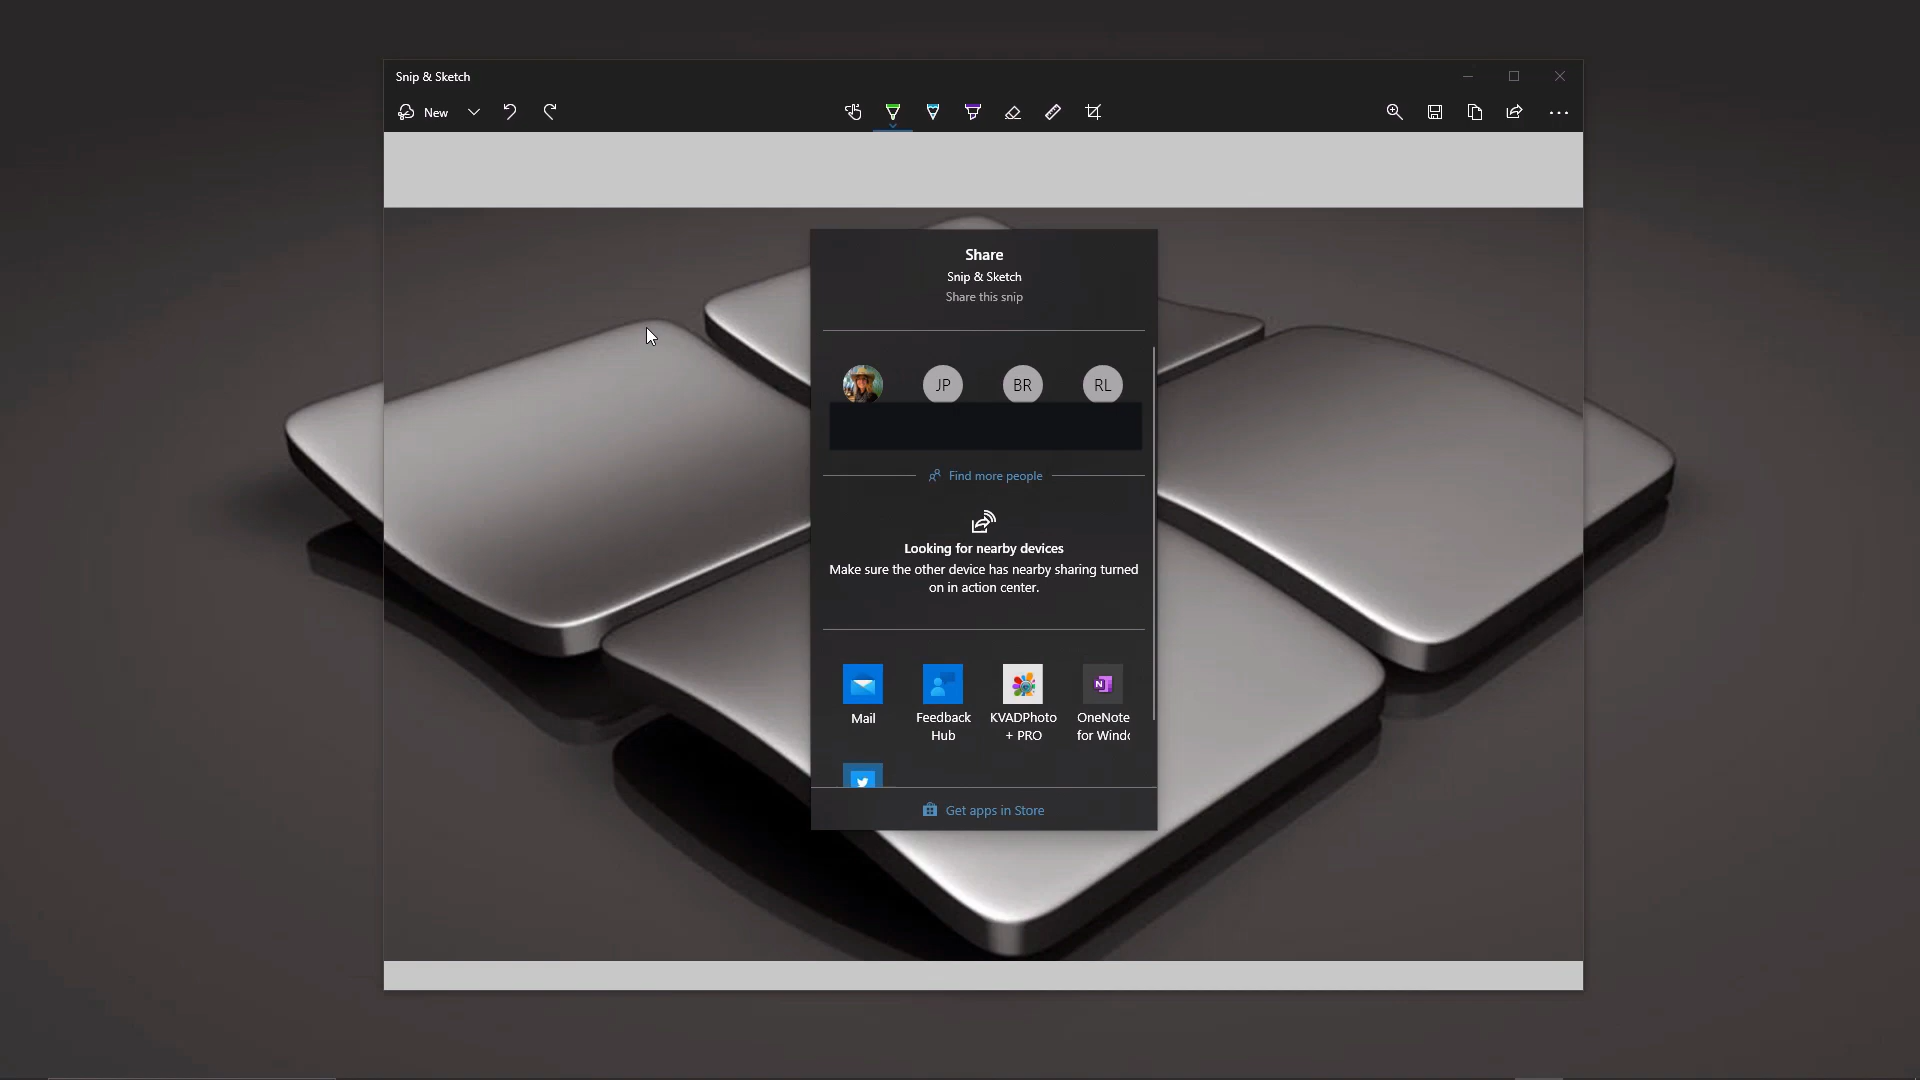 Snip & Sketch
New
Share
Snip & Sketch
Share this snip
JP BR RL
Find more people
Looking for nearby devices
Make sure the other device has nearby sharing turned
on in action center.
Mail
Feedback
Hub
KVADPhoto
+ PRO
OneNote
for Windo
Get apps in Store